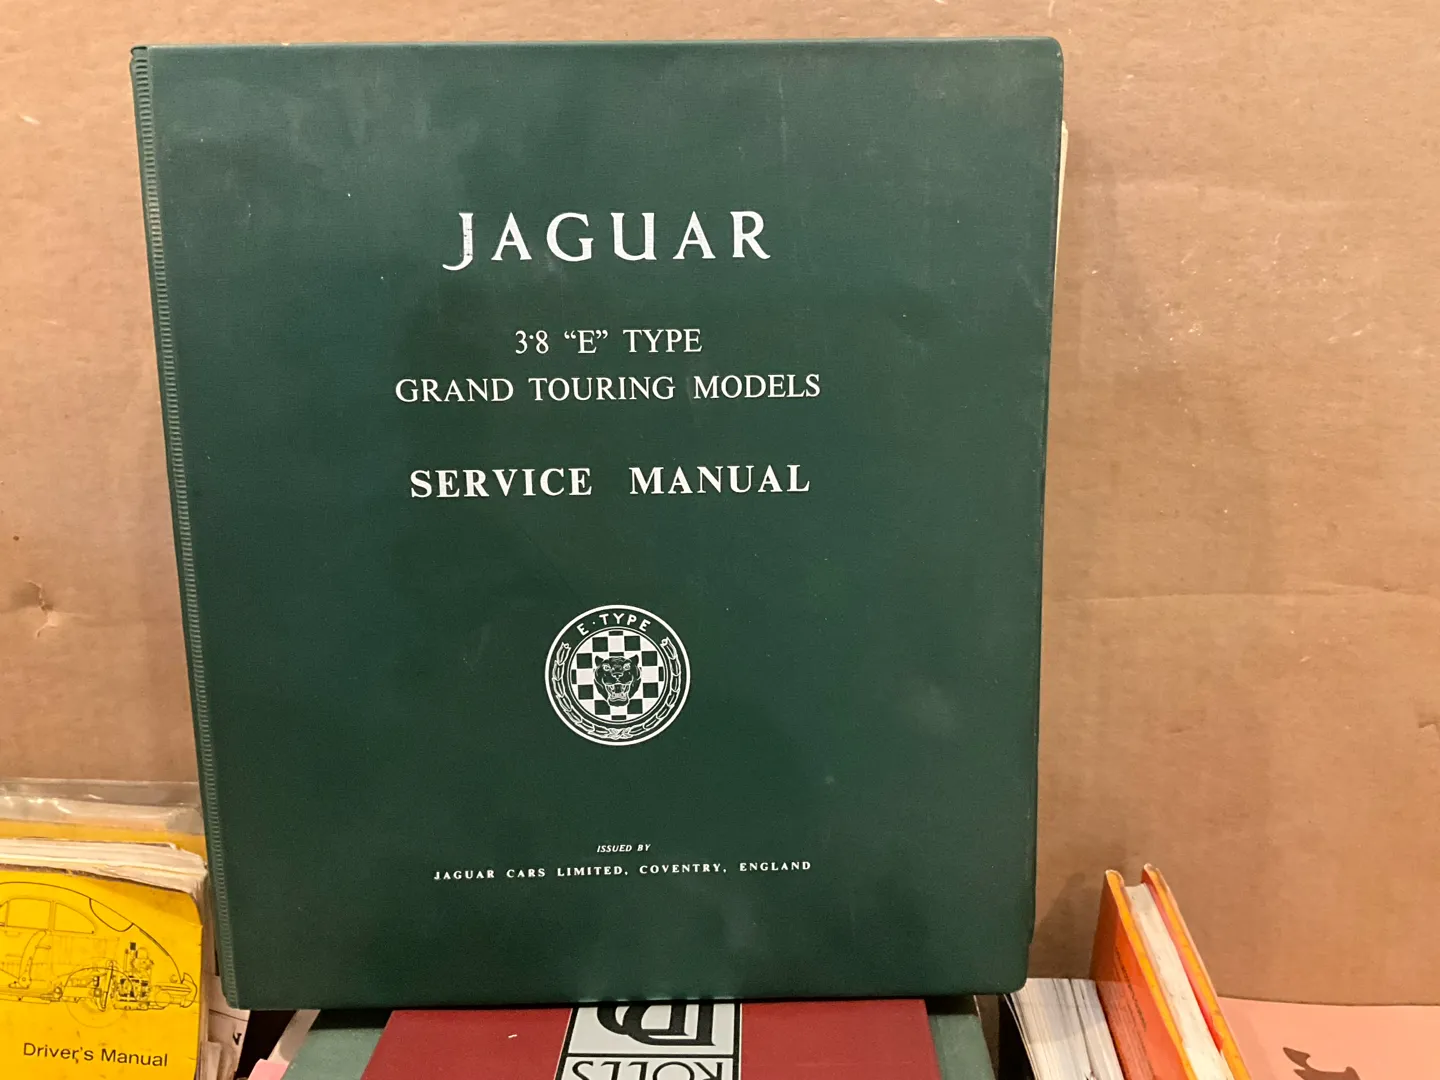 JAGUAR
3·8 “E” TYPE
GRAND TOURING MODELS
SERVICE MANUAL
E·TYPE
ISSUED BY
JAGUAR CARS LIMITED, COVENTRY, ENGLAND
Driver's Manual
ROLLS